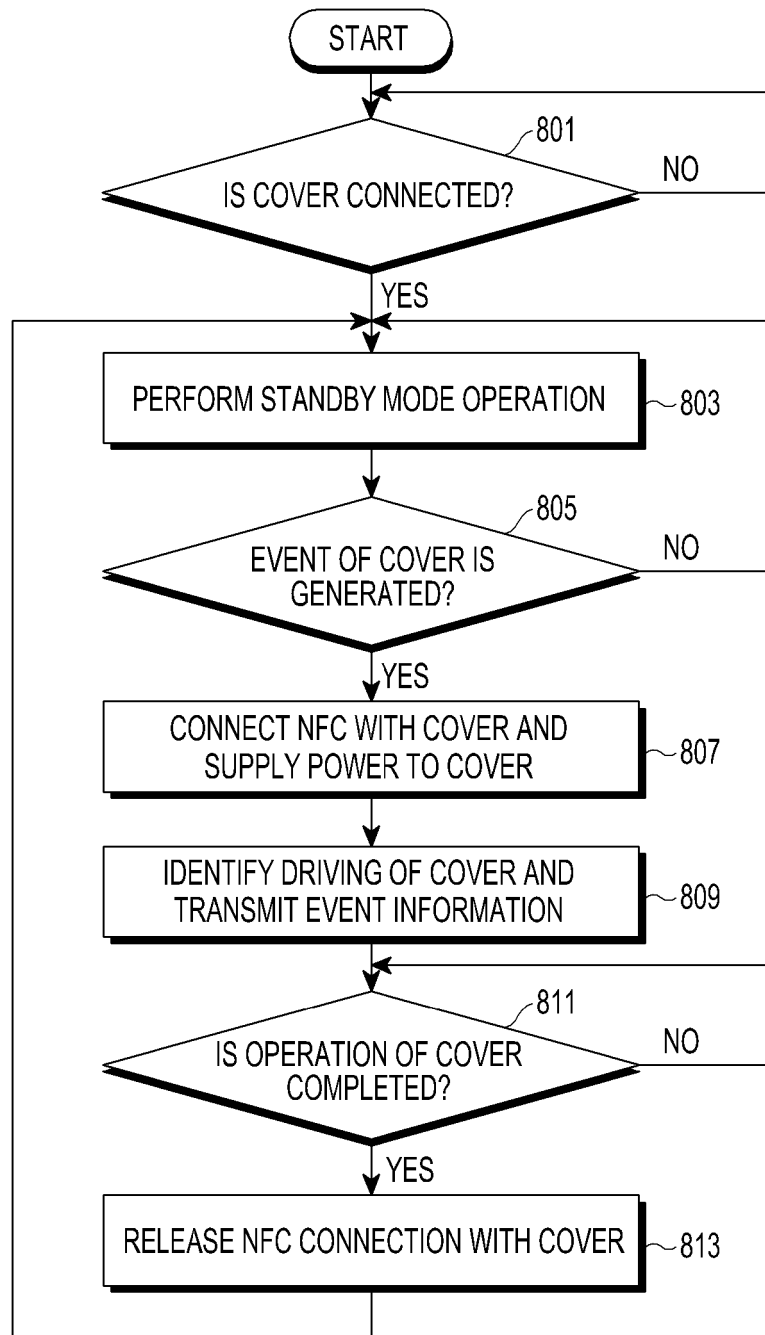 START
801
IS COVER CONNECTED?
NO
YES
PERFORM STANDBY MODE OPERATION
803
805
EVENT OF COVER IS
GENERATED?
NO
YES
CONNECT NFC WITH COVER AND
SUPPLY POWER TO COVER
807
IDENTIFY DRIVING OF COVER AND
TRANSMIT EVENT INFORMATION
809
811
IS OPERATION OF COVER
COMPLETED?
NO
YES
RELEASE NFC CONNECTION WITH COVER
813